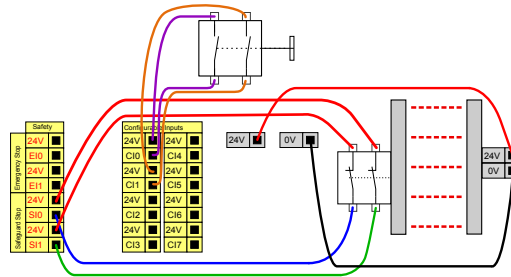 Safety
Emergency Stop
24V
EI0
24V
EI1
Safeguard Stop
24V
SI0
24V
SI1
Configurable Inputs
24V 24V
CI0 CI4
24V 24V
CI1 CI5
24V 24V
CI2 CI6
24V 24V
CI3 CI7
24V 0V
24V
0V